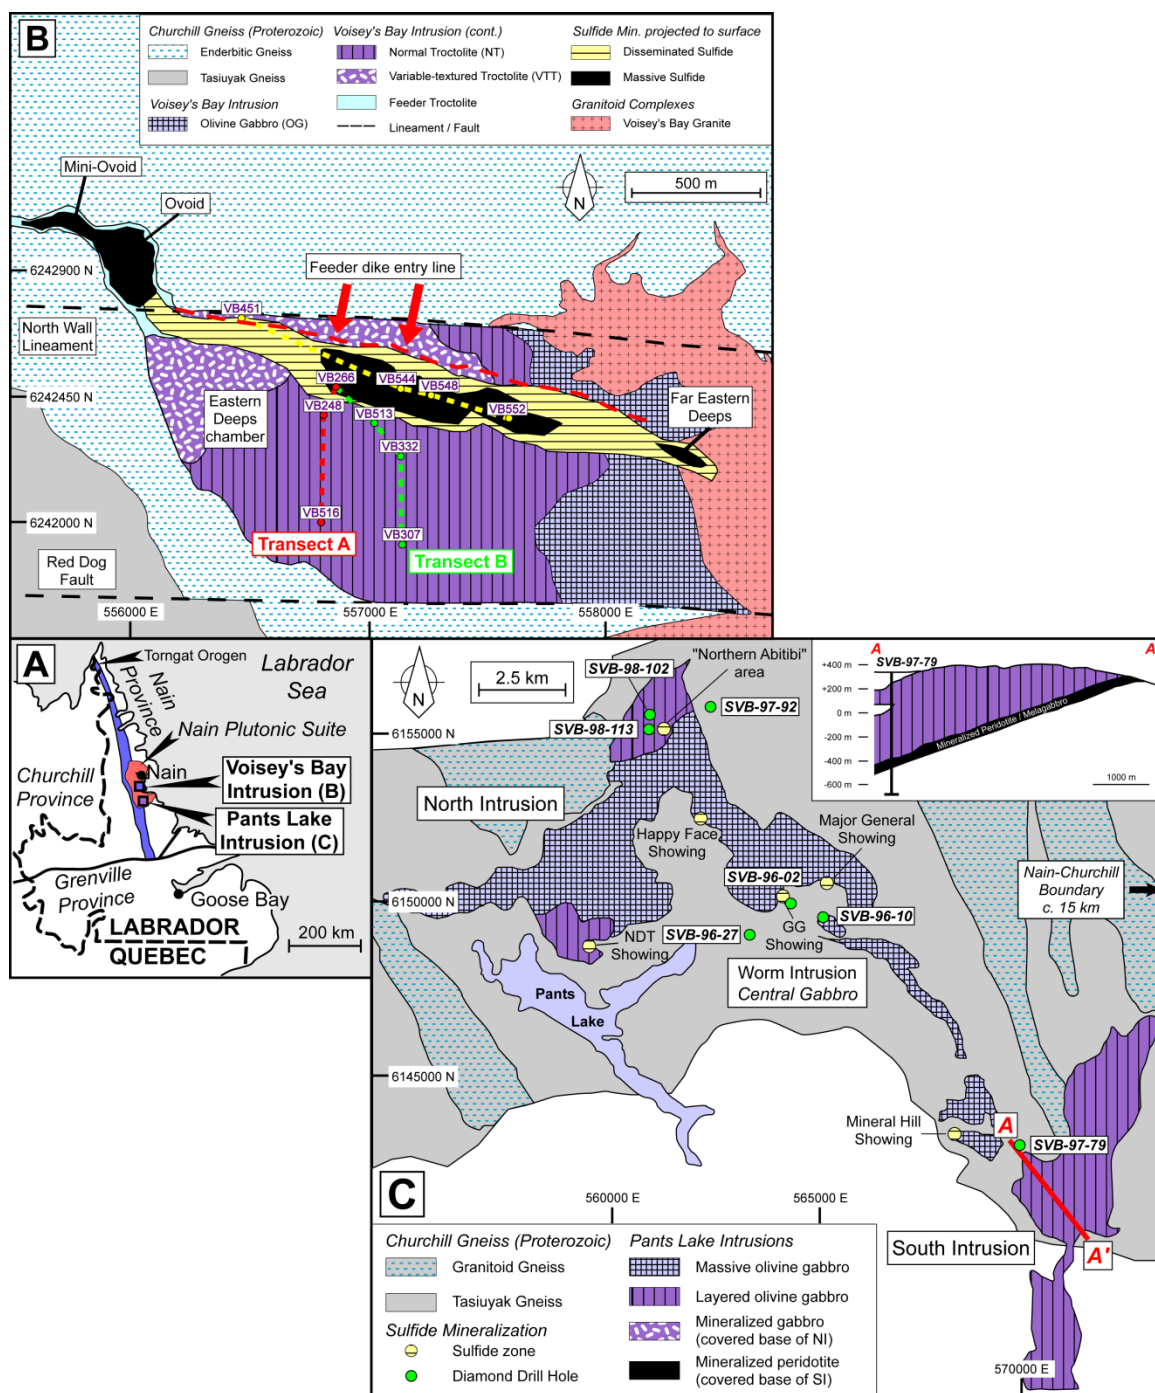 B
Churchill Gneiss (Proterozoic)
Enderbitic Gneiss
Tasiuyak Gneiss
Voisey's Bay Intrusion
Olivine Gabbro (OG)
Voisey's Bay Intrusion (cont.)
Normal Troctolite (NT)
Variable-textured Troctolite (VTT)
Feeder Troctolite
Lineament / Fault
Sulfide Min. projected to surface
Disseminated Sulfide
Massive Sulfide
Granitoid Complexes
Voisey's Bay Granite
Mini-Ovoid
Ovoid
N
500 m
6242900 N
Feeder dike entry line
VB451
North Wall
Lineament
VB266
VB544
VB548
6242450 N
Eastern
Deeps
chamber
VB248
VB513
VB552
Far Eastern
Deeps
VB332
6242000 N
VB516
VB307
Transect A
Transect B
Red Dog
Fault
556000 E
557000 E
558000 E
A
Torngat Orogen
Labrador
Sea
Nain
Province
Nain Plutonic Suite
Nain
Churchill
Province
Voisey's Bay
Intrusion (B)
Pants Lake
Intrusion (C)
Grenville
Province
Goose Bay
LABRADOR
QUEBEC
200 km
N
2.5 km
SVB-98-102
"Northern Abitibi"
area
SVB-97-92
6155000 N
SVB-98-113
A
A'
SVB-97-79
+400 m
+200 m
0 m
-200 m
-400 m
-600 m
Mineralized Peridotite / Melagabbro
1000 m
North Intrusion
Happy Face
Showing
Major General
Showing
SVB-96-02
Nain-Churchill
Boundary
c. 15 km
6150000 N
SVB-96-10
GG
Showing
NDT
Showing
SVB-96-27
Worm Intrusion
Central Gabbro
Pants
Lake
6145000 N
Mineral Hill
Showing
A
SVB-97-79
C
560000 E
565000 E
South Intrusion
A'
Churchill Gneiss (Proterozoic)
Granitoid Gneiss
Tasiuyak Gneiss
Sulfide Mineralization
Sulfide zone
Diamond Drill Hole
Pants Lake Intrusions
Massive olivine gabbro
Layered olivine gabbro
Mineralized gabbro
(covered base of NI)
Mineralized peridotite
(covered base of SI)
570000 E